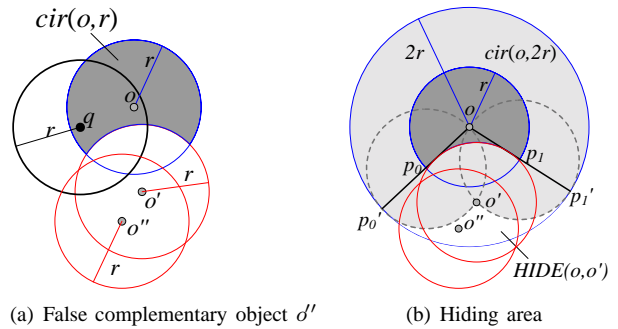 cir(o,r)
r
o
q
r
r
o'
o''
r
(a) False complementary object o''
2r
cir(o,2r)
r
o
p0
p1
p0'
p1'
o'
o''
HIDE(o,o')
(b) Hiding area